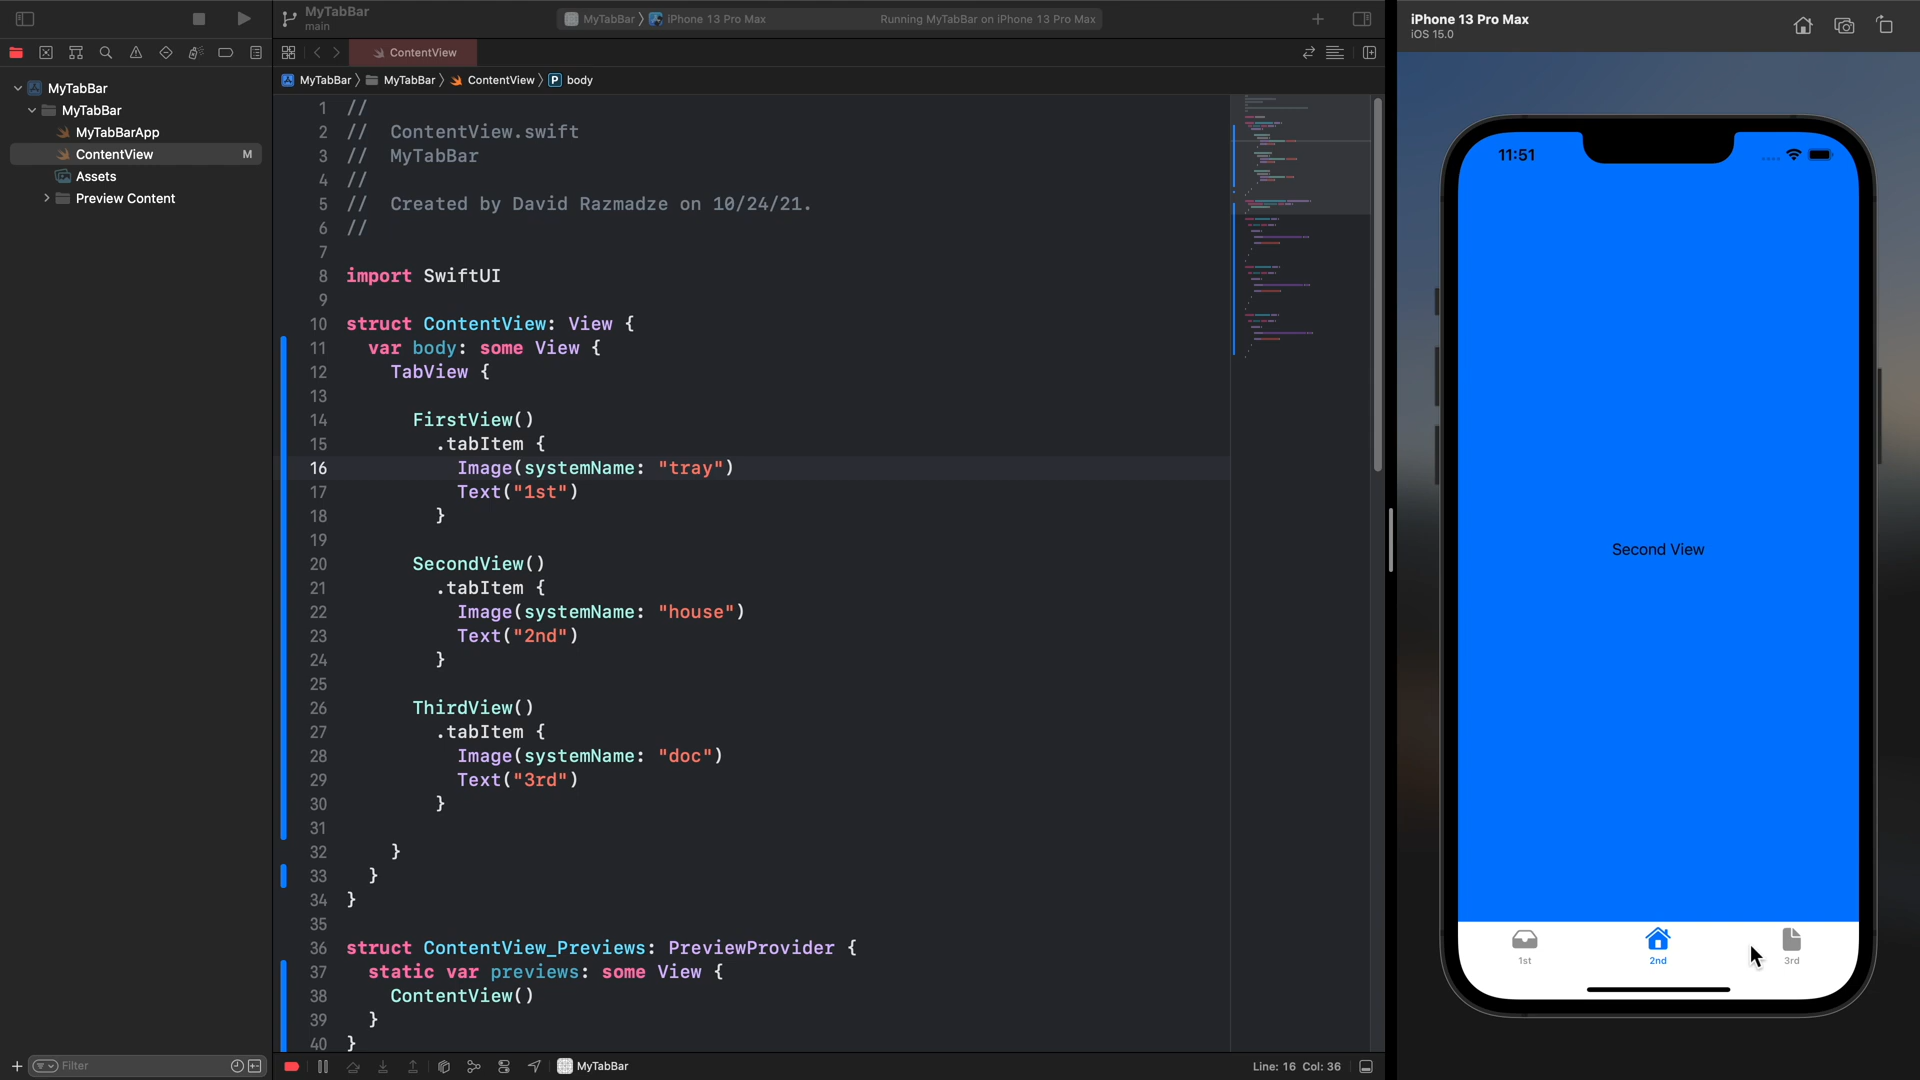 MyTabBar
main
MyTabBar
iPhone 13 Pro Max
Running MyTabBar on iPhone 13 Pro Max
ContentView
MyTabBar
MyTabBar
ContentView
P
body
MyTabBar
MyTabBar
MyTabBarApp
ContentView
M
Assets
Preview Content
1 //
2 // ContentView.swift
3 // MyTabBar
4 //
5 // Created by David Razmadze on 10/24/21.
6 //
7
8 import SwiftUI
9
10 struct ContentView: View {
11 var body: some View {
12 TabView {
13
14 FirstView()
15 .tabItem {
16 Image(systemName: "tray")
17 Text("1st")
18 }
19
20 SecondView()
21 .tabItem {
22 Image(systemName: "house")
23 Text("2nd")
24 }
25
26 ThirdView()
27 .tabItem {
28 Image(systemName: "doc")
29 Text("3rd")
30 }
31
32 }
33 }
34 }
35
36 struct ContentView_Previews: PreviewProvider {
37 static var previews: some View {
38 ContentView()
39 }
40 }
Filter
MyTabBar
Line: 16 Col: 36
iPhone 13 Pro Max
iOS 15.0
11:51
Second View
1st
2nd
3rd